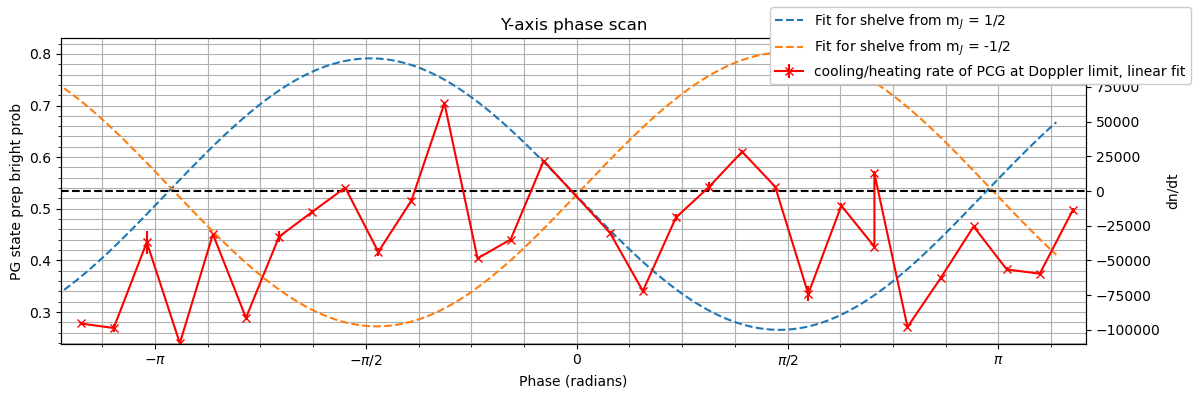 Y-axis phase scan
Fit for shelve from mJ = 1/2
Fit for shelve from mJ = -1/2
cooling/heating rate of PCG at Doppler limit, linear fit
PG state prep bright prob
0.8
0.7
0.6
0.5
0.4
0.3
75000
50000
25000
0
−25000
−50000
−75000
−100000
dn/dt
−π
−π/2
0
π/2
π
Phase (radians)